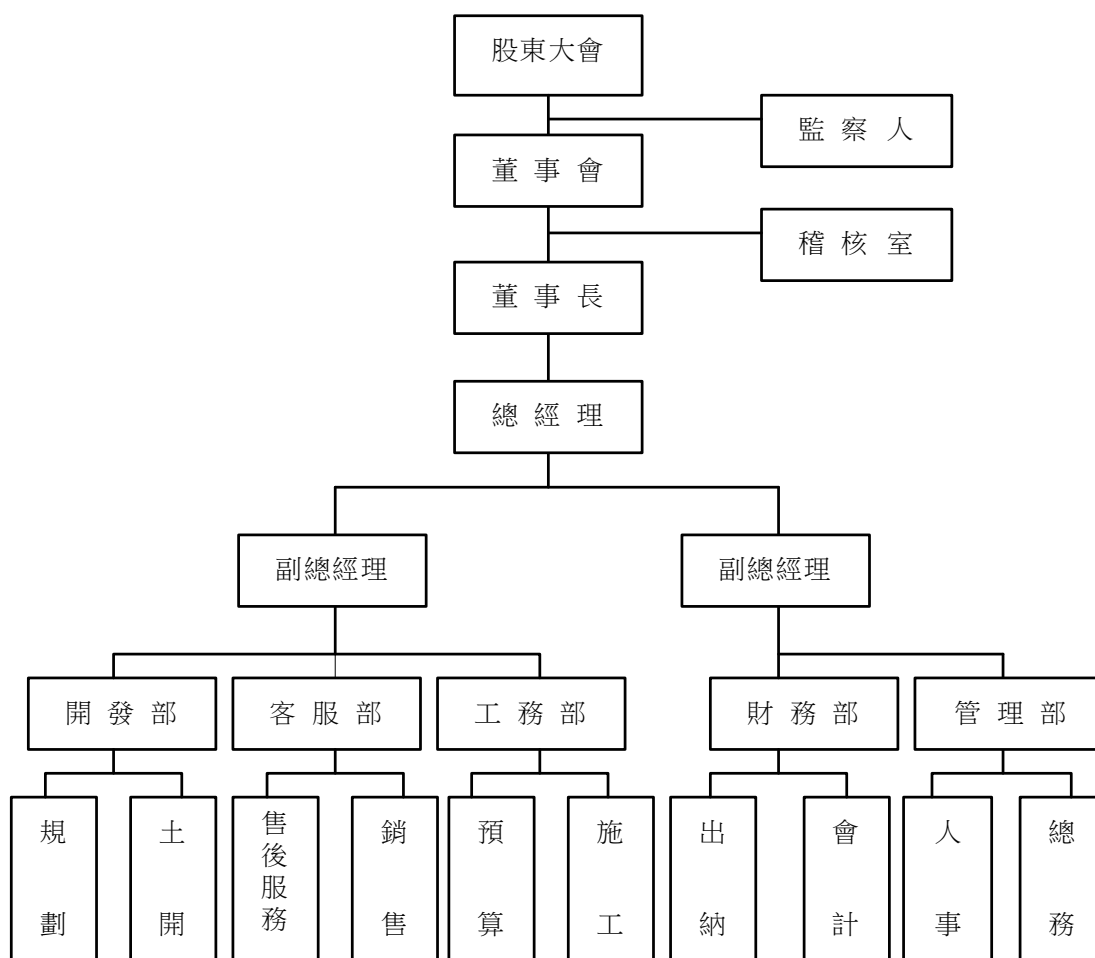 股東大會
監察人
董事會
稽核室
董事長
總經理
副總經理
副總經理
開發部
客服部
工務部
財務部
管理部
規劃
土開
售後服務
銷售
預算
施工
出納
會計
人事
總務